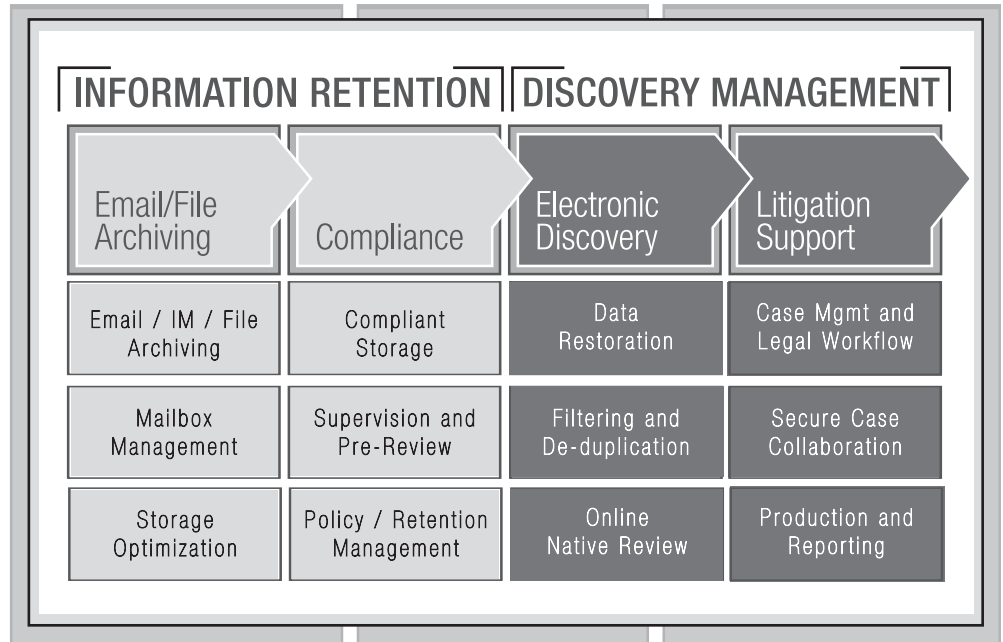 INFORMATION RETENTION
DISCOVERY MANAGEMENT
Email/File
Archiving
Compliance
Electronic
Discovery
Litigation
Support
Email / IM / File
Archiving
Compliant
Storage
Data
Restoration
Case Mgmt and
Legal Workflow
Mailbox
Management
Supervision and
Pre-Review
Filtering and
De-duplication
Secure Case
Collaboration
Storage
Optimization
Policy / Retention
Management
Online
Native Review
Production and
Reporting